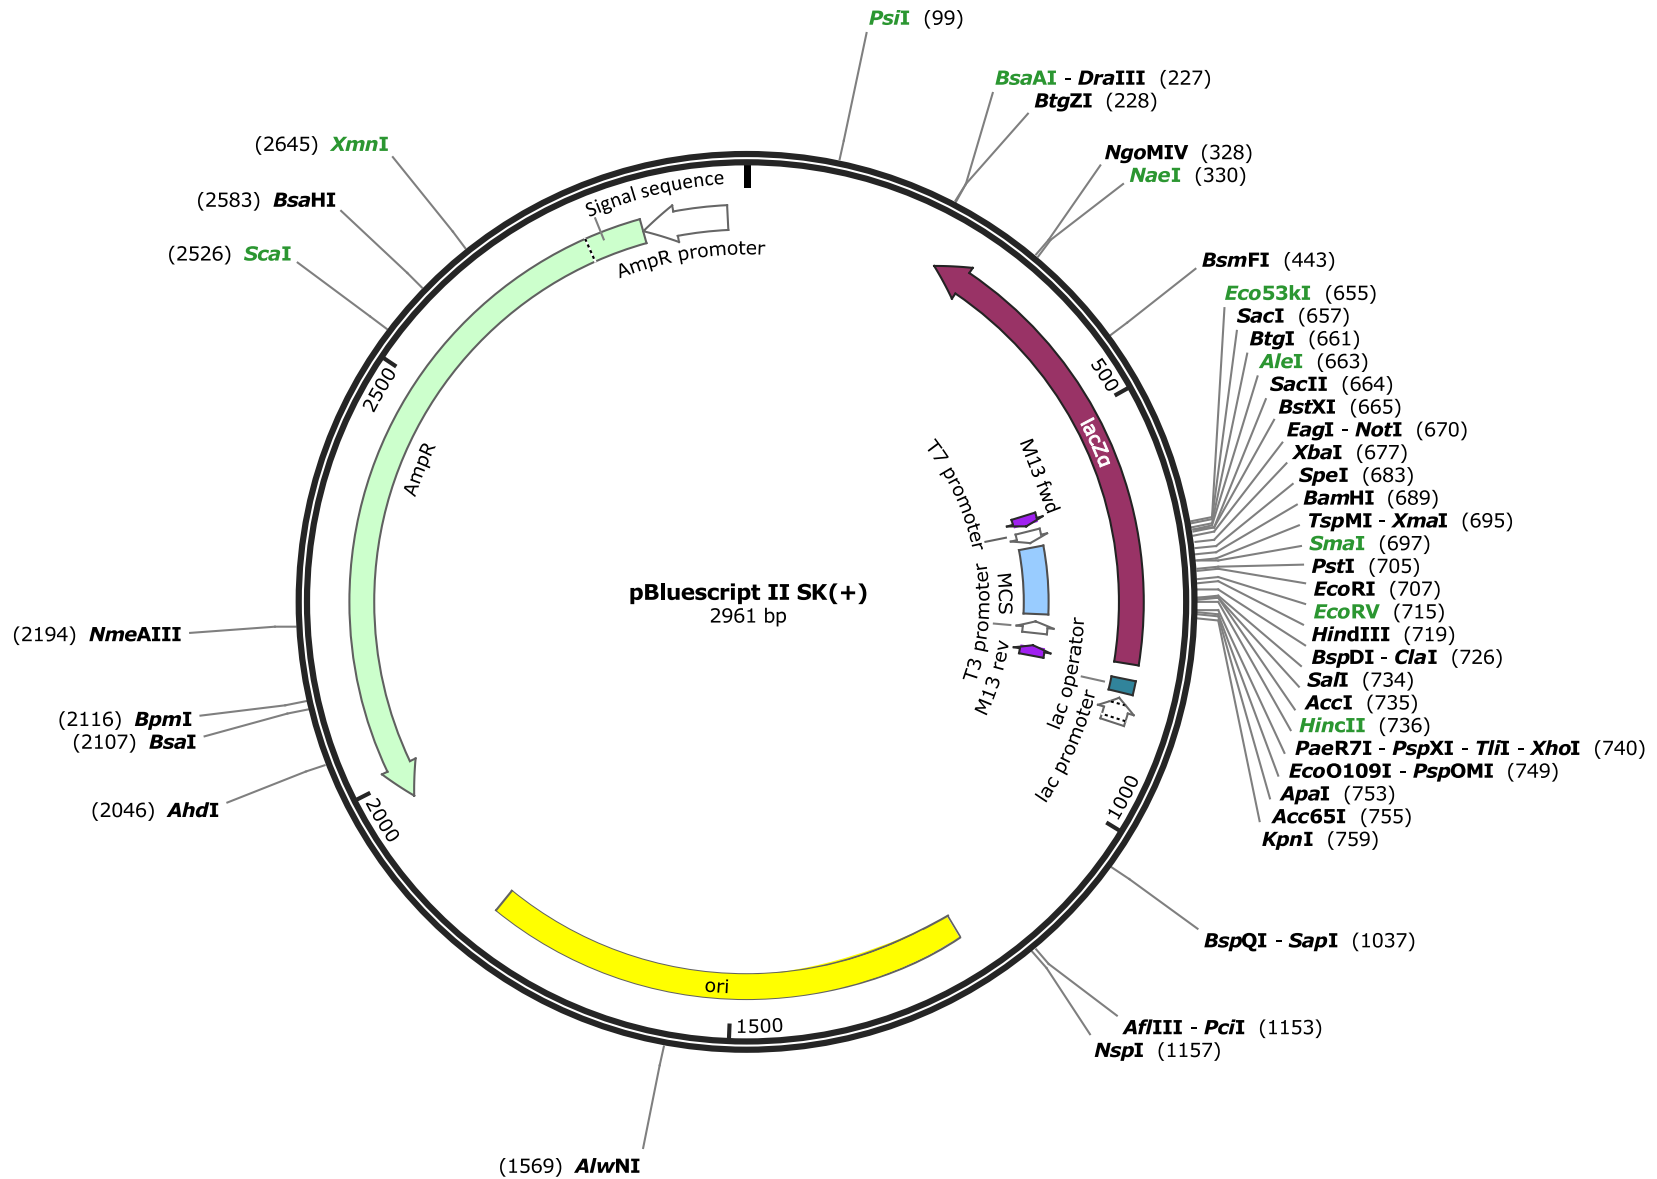 PsiI (99)
BsaAI - DraIII (227)
BtgZI (228)
NgoMIV (328)
NaeI (330)
BsmFI (443)
Eco53kI (655)
SacI (657)
BtgI (661)
AleI (663)
SacII (664)
BstXI (665)
EagI - NotI (670)
XbaI (677)
SpeI (683)
BamHI (689)
TspMI - XmaI (695)
SmaI (697)
PstI (705)
EcoRI (707)
EcoRV (715)
HindIII (719)
BspDI - ClaI (726)
SalI (734)
AccI (735)
HincII (736)
PaeR7I - PspXI - TliI - XhoI (740)
EcoO109I - PspOMI (749)
ApaI (753)
Acc65I (755)
KpnI (759)
BspQI - SapI (1037)
AflIII - PciI (1153)
NspI (1157)
(1569) AlwNI
(2046) AhdI
(2107) BsaI
(2116) BpmI
(2194) NmeAIII
(2526) ScaI
(2583) BsaHI
(2645) XmnI
Signal sequence
AmpR promoter
AmpR
lacZα
M13 fwd
T7 promoter
MCS
T3 promoter
M13 rev
lac operator
lac promoter
ori
500
1000
1500
2000
2500
pBluescript II SK(+)
2961 bp